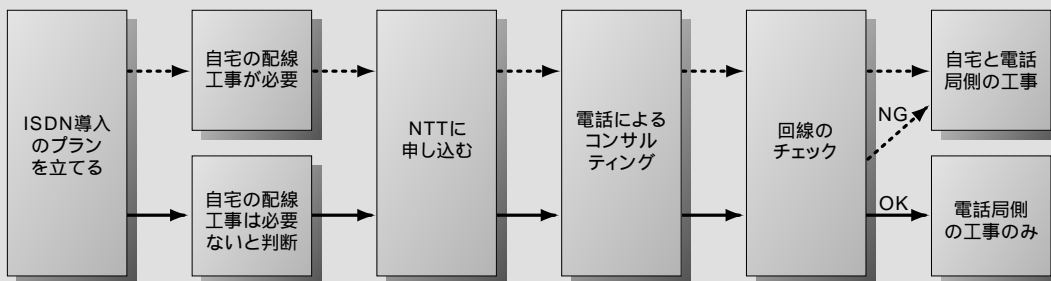 ISDN導入
のプラン
を立てる
自宅の配線
工事が必要
自宅の配線
工事は必要
ないと判断
NTTに
申し込む
電話による
コンサル
ティング
回線の
チェック
NG
OK
自宅と電話
局側の工事
電話局側
の工事のみ